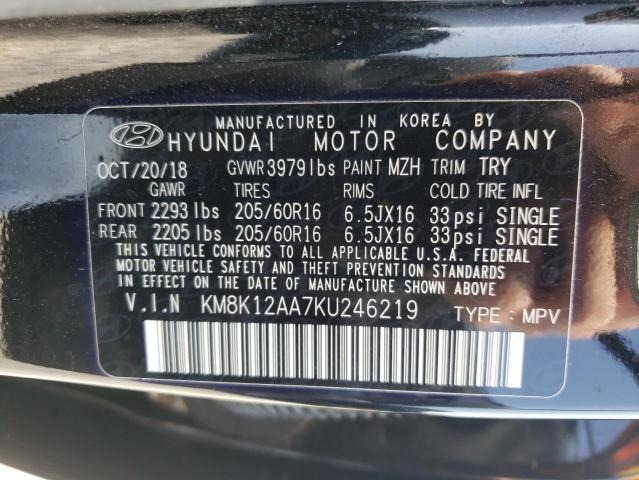 MANUFACTURED IN KOREA BY
HYUNDAI MOTOR COMPANY
OCT/20/18 GVWR 3979lbs PAINT MZH TRIM TRY
GAWR TIRES RIMS COLD TIRE INFL
FRONT 2293lbs 205/60R16 6.5JX16 33psi SINGLE
REAR 2205lbs 205/60R16 6.5JX16 33psi SINGLE
THIS VEHICLE CONFORMS TO ALL APPLICABLE U.S.A. FEDERAL
MOTOR VEHICLE SAFETY AND THEFT PREVENTION STANDARDS
IN EFFECT ON THE DATE OF MANUFACTURE SHOWN ABOVE.
V.I.N KM8K12AA7KU246219 TYPE : MPV